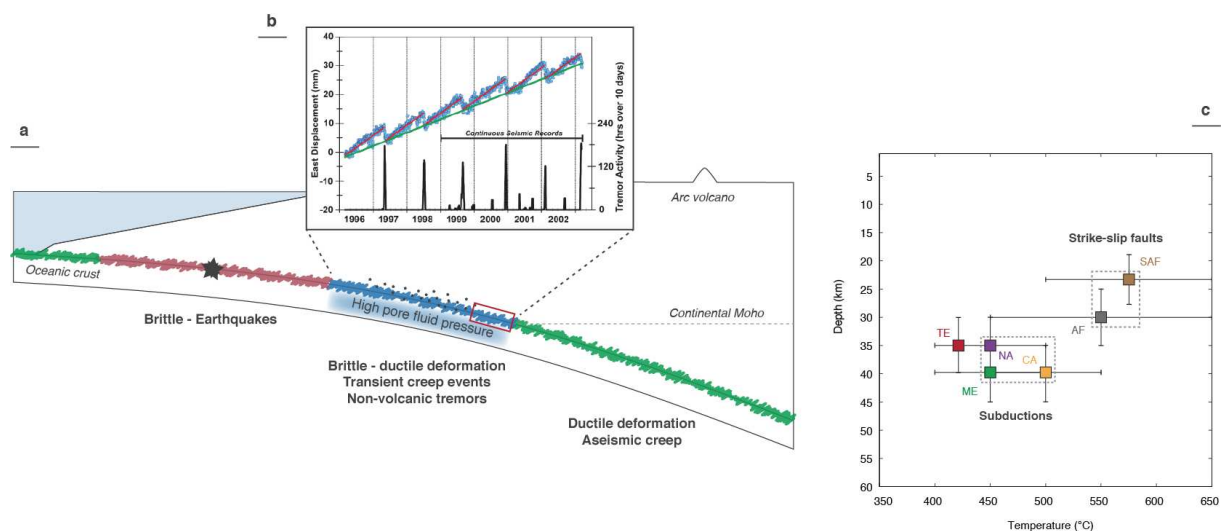 a
Oceanic crust
Brittle - Earthquakes
High pore fluid pressure
Brittle - ductile deformation
Transient creep events
Non-volcanic tremors
Ductile deformation
Aseismic creep
Arc volcano
Continental Moho
b
East Displacement (mm)
40
30
20
10
0
-10
-20
Continuous Seismic Records
240
120
0
Tremor Activity (hrs over 10 days)
1996 1997 1998 1999 2000 2001 2002
c
Depth (km)
5
10
15
20
25
30
35
40
45
50
55
60
Strike-slip faults
SAF
AF
TE
NA
CA
ME
Subductions
350 400 450 500 550 600 650
Temperature (°C)